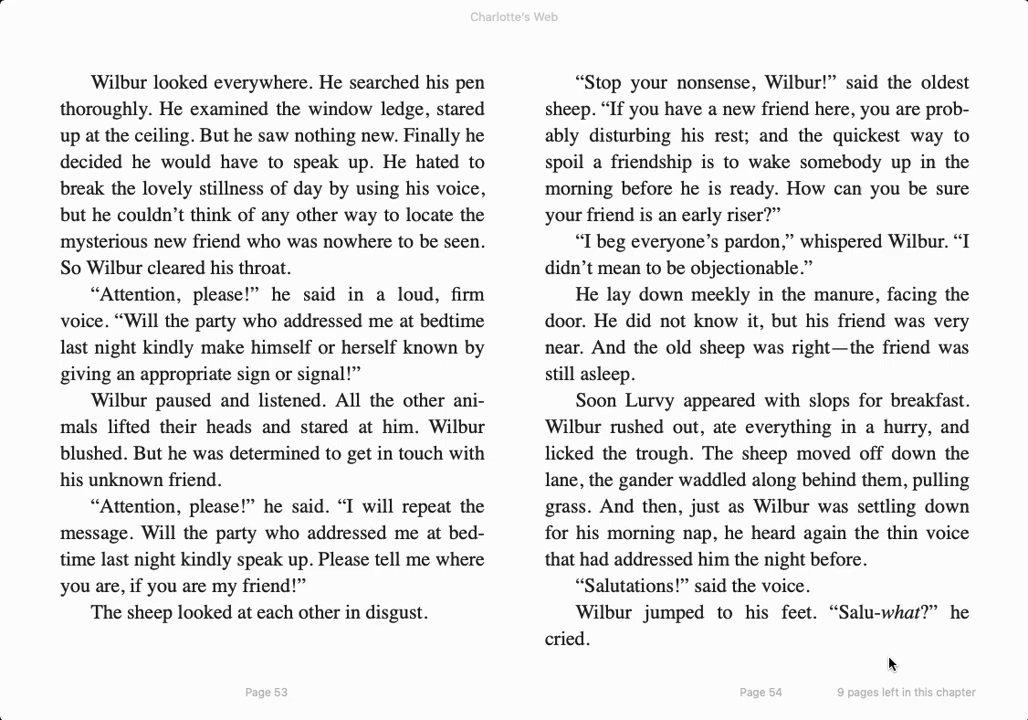 Charlotte's Web
Wilbur looked everywhere. He searched his pen
thoroughly. He examined the window ledge, stared
up at the ceiling. But he saw nothing new. Finally he
decided he would have to speak up. He hated to
break the lovely stillness of day by using his voice,
but he couldn’t think of any other way to locate the
mysterious new friend who was nowhere to be seen.
So Wilbur cleared his throat.
“Attention, please!” he said in a loud, firm
voice. “Will the party who addressed me at bedtime
last night kindly make himself or herself known by
giving an appropriate sign or signal!”
Wilbur paused and listened. All the other ani-
mals lifted their heads and stared at him. Wilbur
blushed. But he was determined to get in touch with
his unknown friend.
“Attention, please!” he said. “I will repeat the
message. Will the party who addressed me at bed-
time last night kindly speak up. Please tell me where
you are, if you are my friend!”
The sheep looked at each other in disgust.
Page 53
“Stop your nonsense, Wilbur!” said the oldest
sheep. “If you have a new friend here, you are prob-
ably disturbing his rest; and the quickest way to
spoil a friendship is to wake somebody up in the
morning before he is ready. How can you be sure
your friend is an early riser?”
“I beg everyone’s pardon,” whispered Wilbur. “I
didn’t mean to be objectionable.”
He lay down meekly in the manure, facing the
door. He did not know it, but his friend was very
near. And the old sheep was right—the friend was
still asleep.
Soon Lurvy appeared with slops for breakfast.
Wilbur rushed out, ate everything in a hurry, and
licked the trough. The sheep moved off down the
lane, the gander waddled along behind them, pulling
grass. And then, just as Wilbur was settling down
for his morning nap, he heard again the thin voice
that had addressed him the night before.
“Salutations!” said the voice.
Wilbur jumped to his feet. “Salu-what?” he
cried.
Page 54
9 pages left in this chapter